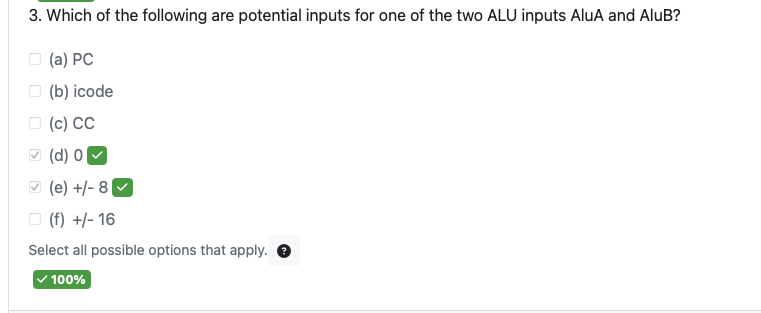 3. Which of the following are potential inputs for one of the two ALU inputs AluA and AluB?
(a) PC
(b) icode
(c) CC
(d) 0
(e) +/- 8
(f) +/- 16
Select all possible options that apply. ?
100%